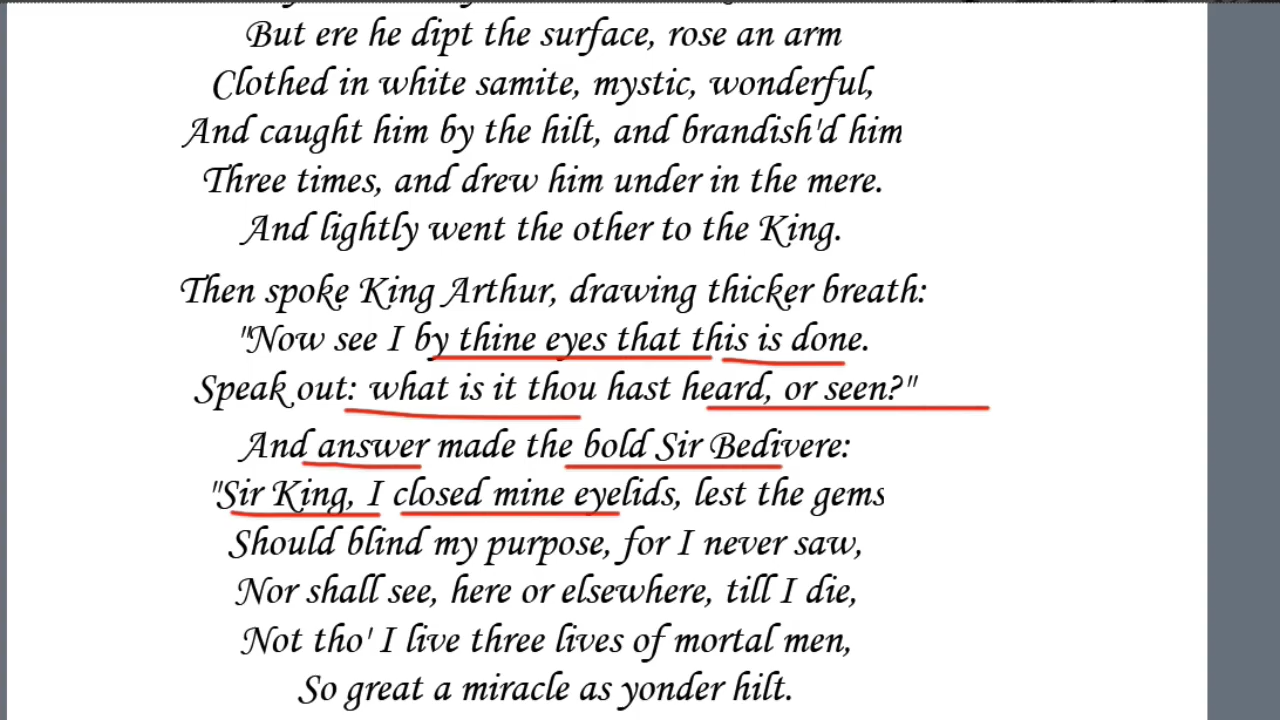 But ere he dipt the surface, rose an arm
Clothed in white samite, mystic, wonderful,
And caught him by the hilt, and brandish'd him
Three times, and drew him under in the mere.
And lightly went the other to the King.
Then spoke King Arthur, drawing thicker breath:
"Now see I by thine eyes that this is done.
Speak out: what is it thou hast heard, or seen?"
And answer made the bold Sir Bedivere:
"Sir King, I closed mine eyelids, lest the gems
Should blind my purpose, for I never saw,
Nor shall see, here or elsewhere, till I die,
Not tho' I live three lives of mortal men,
So great a miracle as yonder hilt.